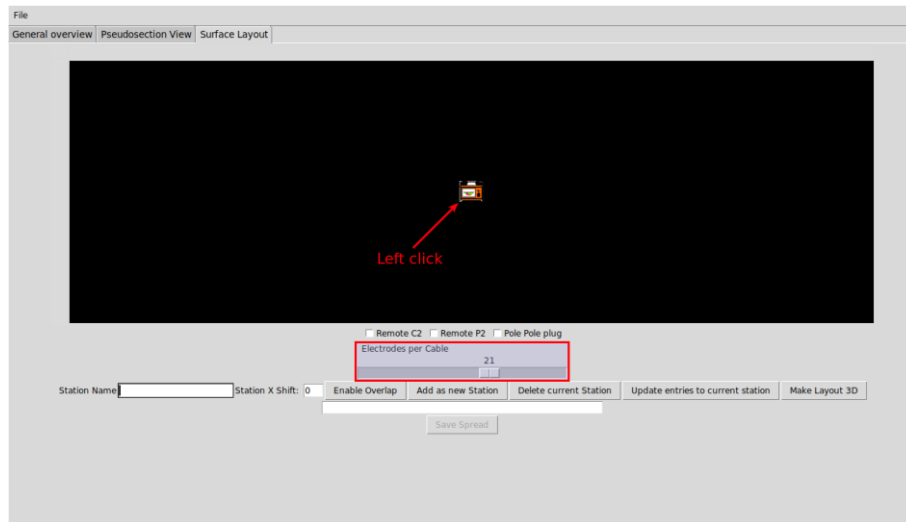 File
General overview Pseudosection View Surface Layout
Left click
Remote C2 Remote P2 Pole Pole plug
Electrodes per Cable
21
Station Name Station X Shift: 0 Enable Overlap Add as new Station Delete current Station Update entries to current station Make Layout 3D
Save Spread